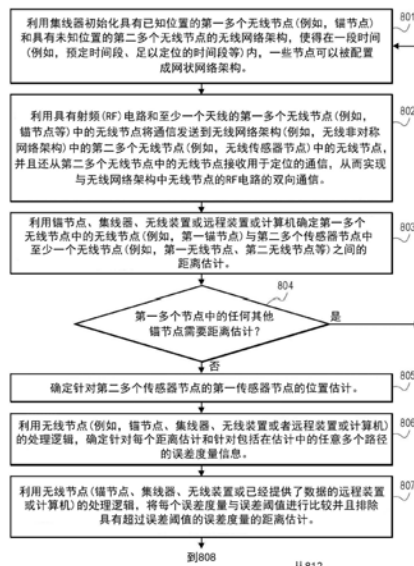 利用集线器初始化具有已知位置的第一多个无线节点(例如，锚节点)
801
和具有未知位置的第二多个无线节点的无线网络架构，使得在一段时间
(例如，预定时间段、足以定位的时间段等)内，一些节点可以被配置
成网状网络架构。
利用具有射频(RF)电路和至少一个天线的第一多个无线节点(例如，
802
锚节点等)中的无线节点将通信发送到无线网络架构(例如，无线非对称
网络架构)中的第二多个无线节点(例如，无线传感器节点)中的无线节点，
并且还从第二多个无线节点中的无线节点接收用于定位的通信，从而实现
与无线网络架构中无线节点的RF电路的双向通信。
利用锚节点、集线器、无线装置或远程装置或计算机确定第一多个
803
无线节点中的无线节点(例如，第一锚节点)与第二多个传感器节点中
至少一个无线节点(例如，第一无线节点、第二无线节点等)之间的
距离估计。
804
第一多个节点中的任何其他
锚节点需要距离估计？
是
否
805
确定针对第二多个传感器节点的第一传感器节点的位置估计。
806
利用无线节点(例如，锚节点、集线器、无线装置或者远程装置或计算机)
的处理逻辑，确定针对每个距离估计和针对包括在估计中的任意多个路径
的误差度量信息。
807
利用无线节点(锚节点、集线器、无线装置或已经提供了数据的远程装置
或计算机)的处理逻辑，将每个误差度量与误差阈值进行比较并且排除
具有超过误差阈值的误差度量的距离估计。
到808